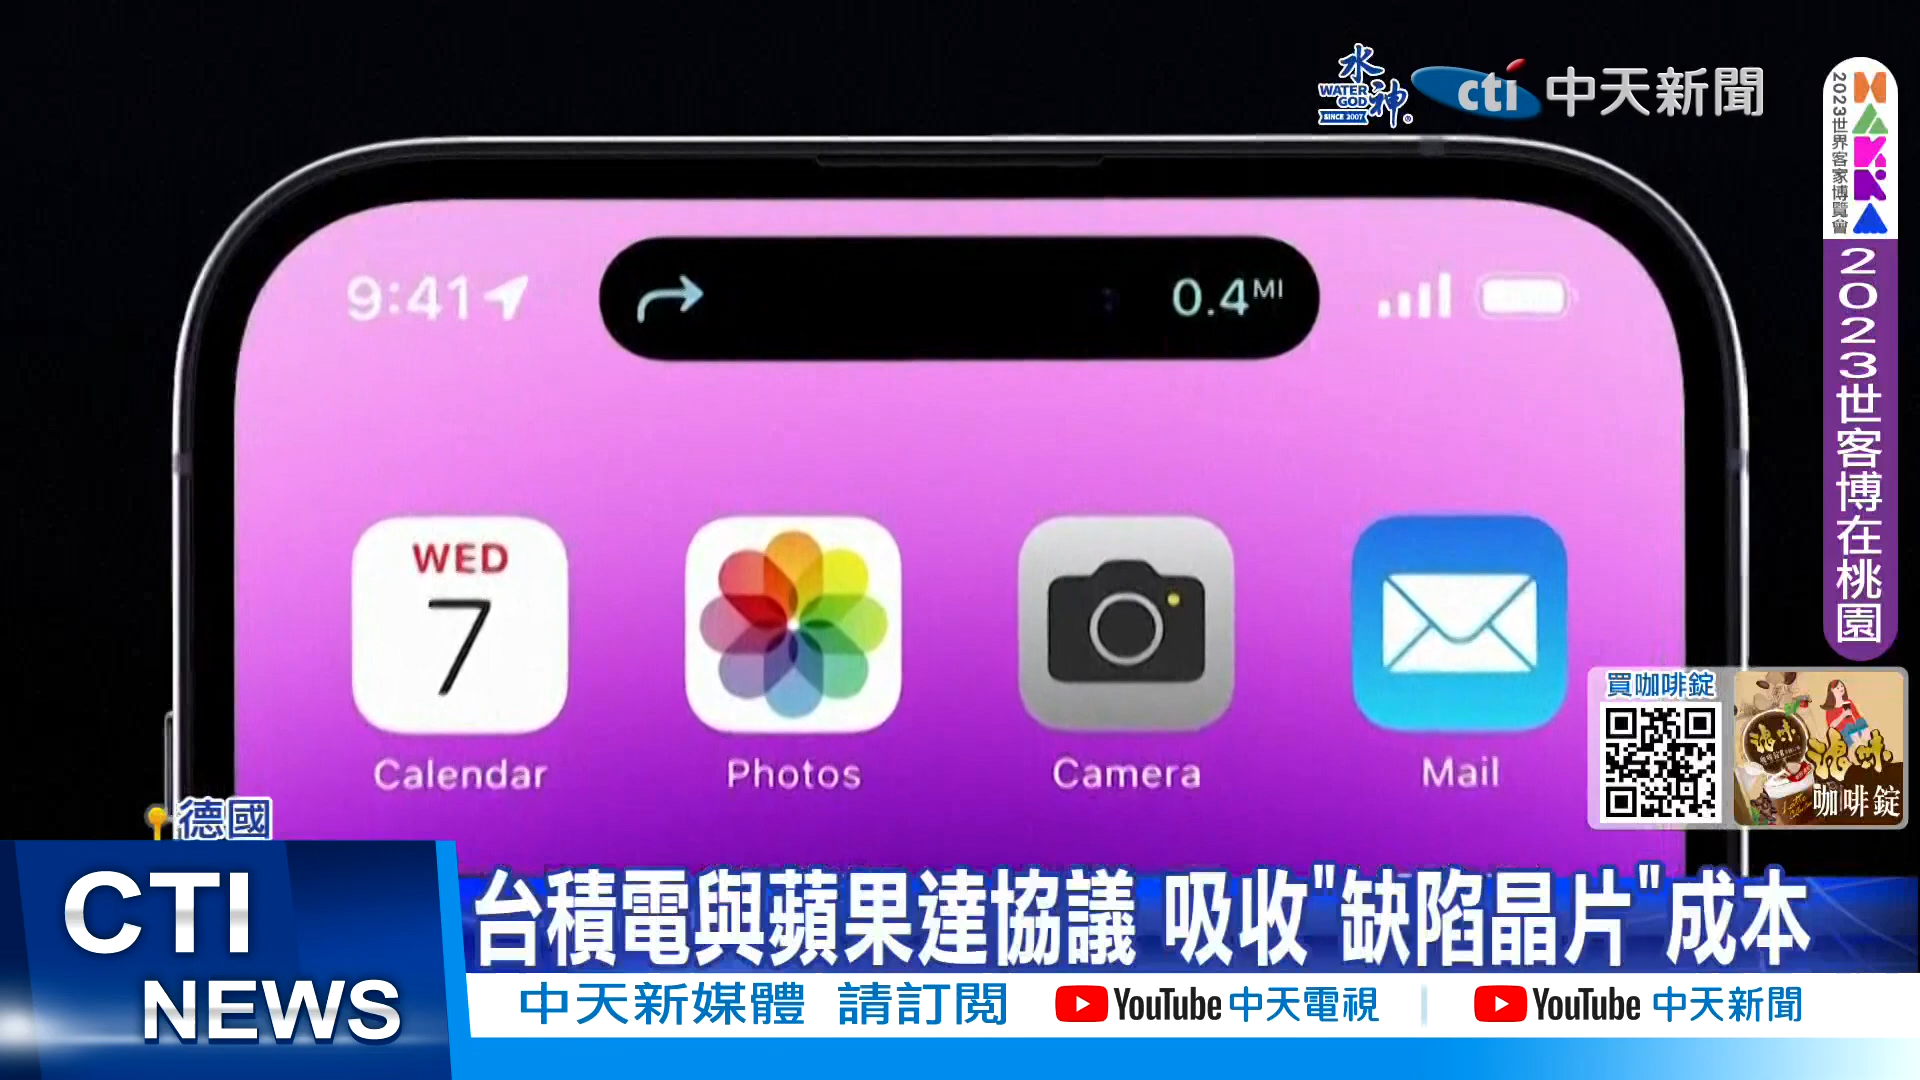 水神
WATER
GOD
SINCE 2007
cti 中天新聞
HAKKA
2023世界客家博覽會
2023世客博在桃園
9:41
0.4MI
WED
7
Calendar
Photos
Camera
Mail
買咖啡錠
滾味
咖啡錠
德國
CTI
NEWS
台積電與蘋果達協議 吸收"缺陷晶片"成本
中天新媒體 請訂閱 YouTube 中天電視 | YouTube 中天新聞